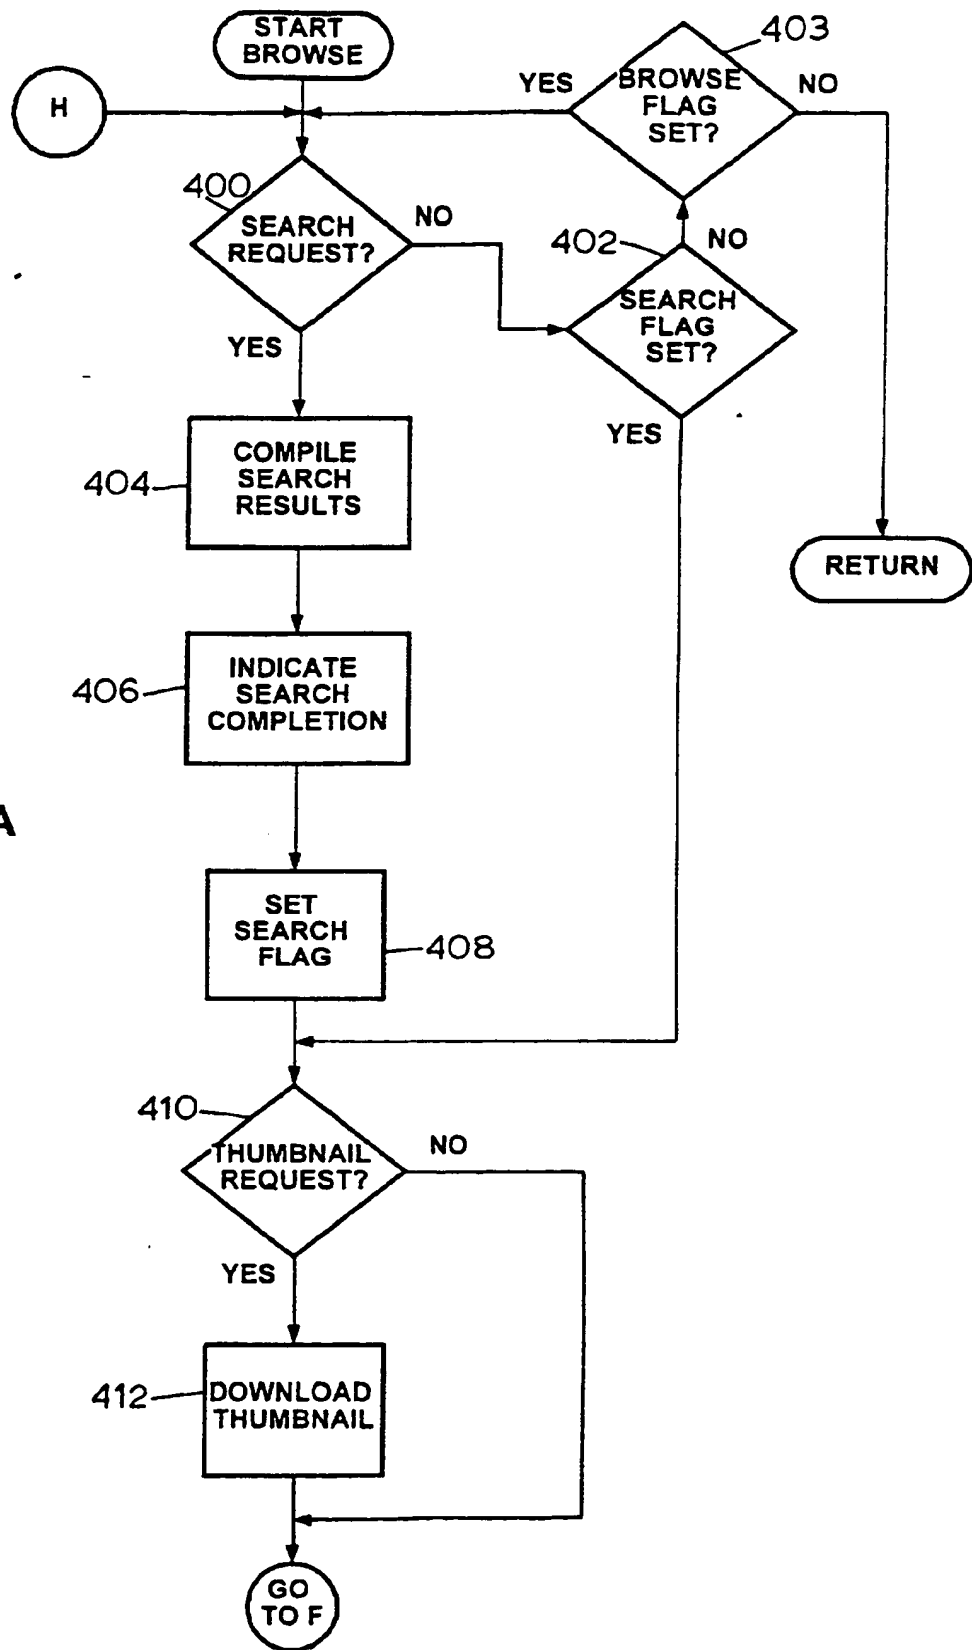 START
BROWSE
403
H
YES
BROWSE
FLAG
SET?
NO
400
SEARCH
REQUEST?
NO
402
NO
SEARCH
FLAG
SET?
YES
YES
404
COMPILE
SEARCH
RESULTS
RETURN
406
INDICATE
SEARCH
COMPLETION
A
SET
SEARCH
FLAG
408
410
THUMBNAIL
REQUEST?
NO
YES
412
DOWNLOAD
THUMBNAIL
GO
TO F